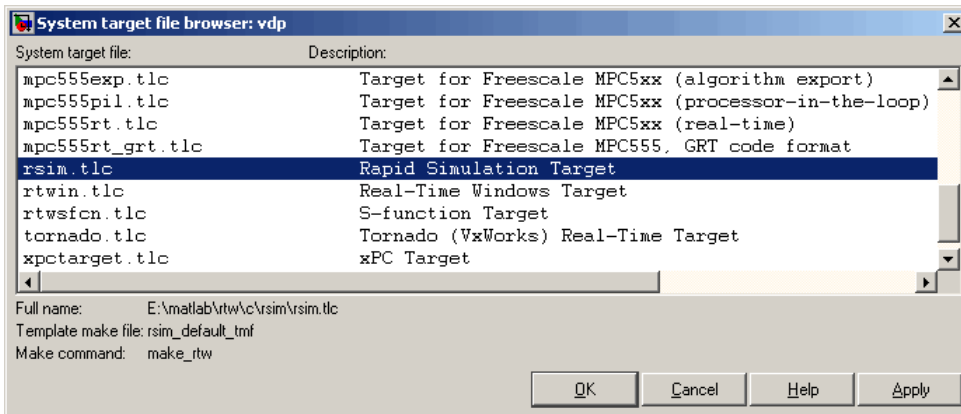 System target file browser: vdp
System target file: Description:
mpc555exp.tlc Target for Freescale MPC5xx (algorithm export)
mpc555pil.tlc Target for Freescale MPC5xx (processor-in-the-loop)
mpc555rt.tlc Target for Freescale MPC5xx (real-time)
mpc555rt_grt.tlc Target for Freescale MPC555, GRT code format
rsim.tlc Rapid Simulation Target
rtwin.tlc Real-Time Windows Target
rtwsfcn.tlc S-function Target
tornado.tlc Tornado (VxWorks) Real-Time Target
xpctarget.tlc xPC Target
Full name: E:\matlab\rtw\c\rsim\rsim.tlc
Template make file: rsim_default_tmf
Make command: make_rtw
OK Cancel Help Apply